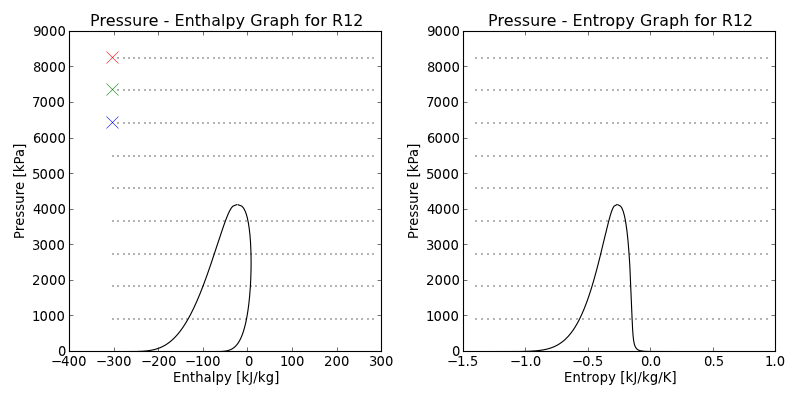 Pressure - Enthalpy Graph for R12
9000
8000
7000
6000
5000
4000
3000
2000
1000
0
Pressure [kPa]
−400 −300 −200 −100 0 100 200 300
Enthalpy [kJ/kg]
Pressure - Entropy Graph for R12
9000
8000
7000
6000
5000
4000
3000
2000
1000
0
Pressure [kPa]
−1.5 −1.0 −0.5 0.0 0.5 1.0
Entropy [kJ/kg/K]